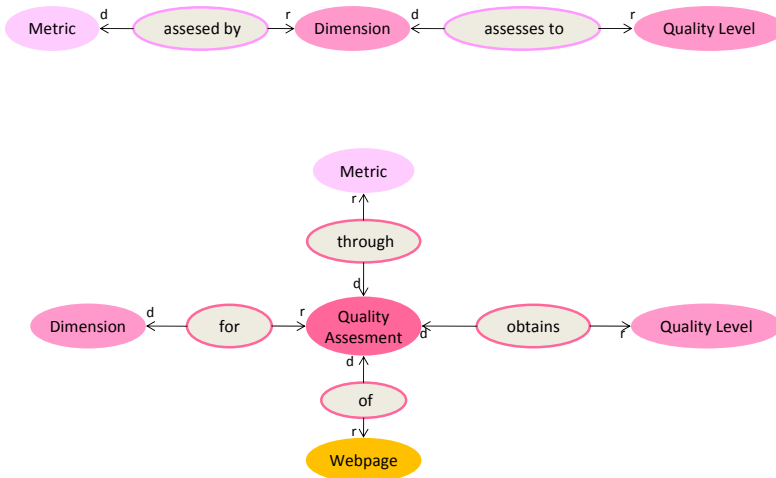 d r d r
Metric assesed by Dimension assesses to Quality Level
Metric
r
through
d
d r
Dimension for Quality Assesment obtains Quality Level
d r
d
of
r
Webpage